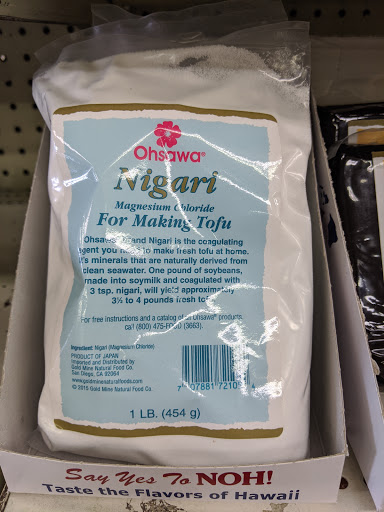 Ohsawa®
Nigari
Magnesium Chloride
For Making Tofu
Ohsawa Brand Nigari is the coagulating
agent you need to make fresh tofu at home.
It's minerals that are naturally derived from
clean seawater. One pound of soybeans,
made into soymilk and coagulated with
3 tsp. nigari, will yield approximately
3½ to 4 pounds fresh tofu.
For free instructions and a catalog of Ohsawa® products,
call (800) 475-FOOD (3663).
Ingredient: Nigari (Magnesium Chloride)
PRODUCT OF JAPAN
Imported and Distributed by
Gold Mine Natural Food Co.
San Diego, CA 92064
www.goldminenaturalfoods.com
© 2015 Gold Mine Natural Food Co.
07881 7210
1 LB. (454 g)
Say Yes To NOH!
Taste the Flavors of Hawaii